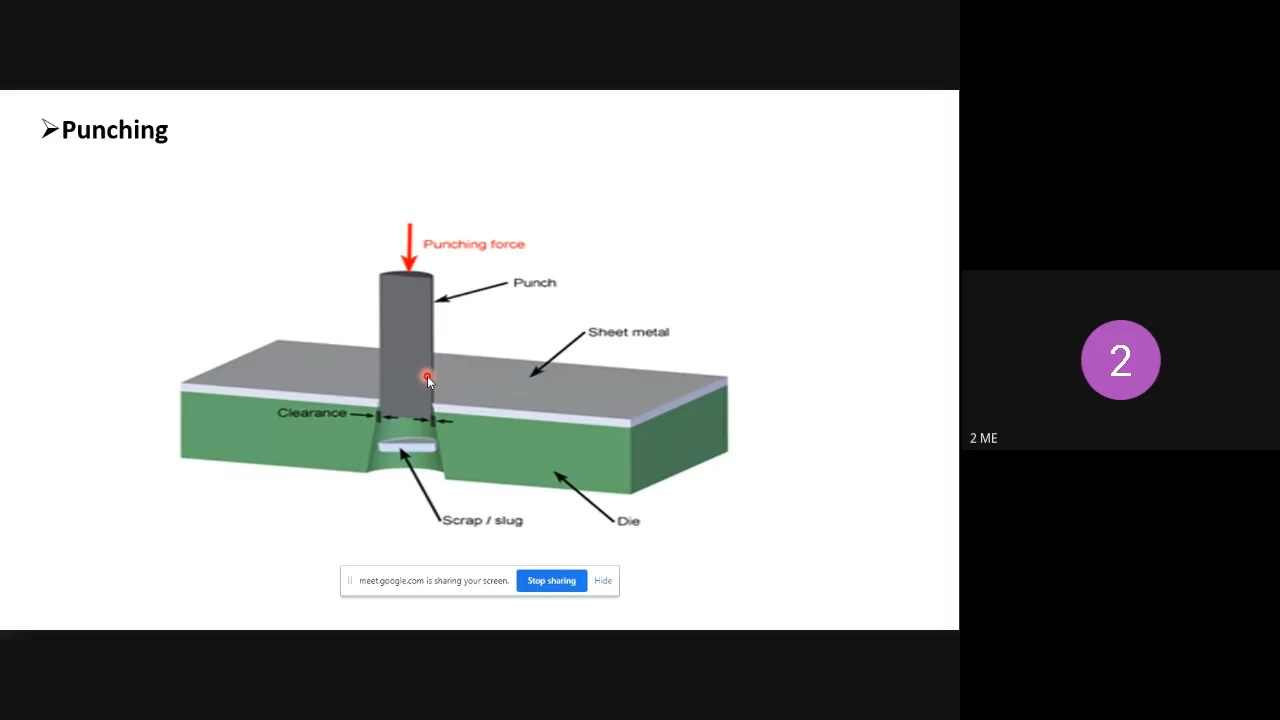 ➢Punching
Punching force
Punch
Sheet metal
Clearance
Scrap / slug
Die
meet.google.com is sharing your screen.
Stop sharing
Hide
2
2 ME